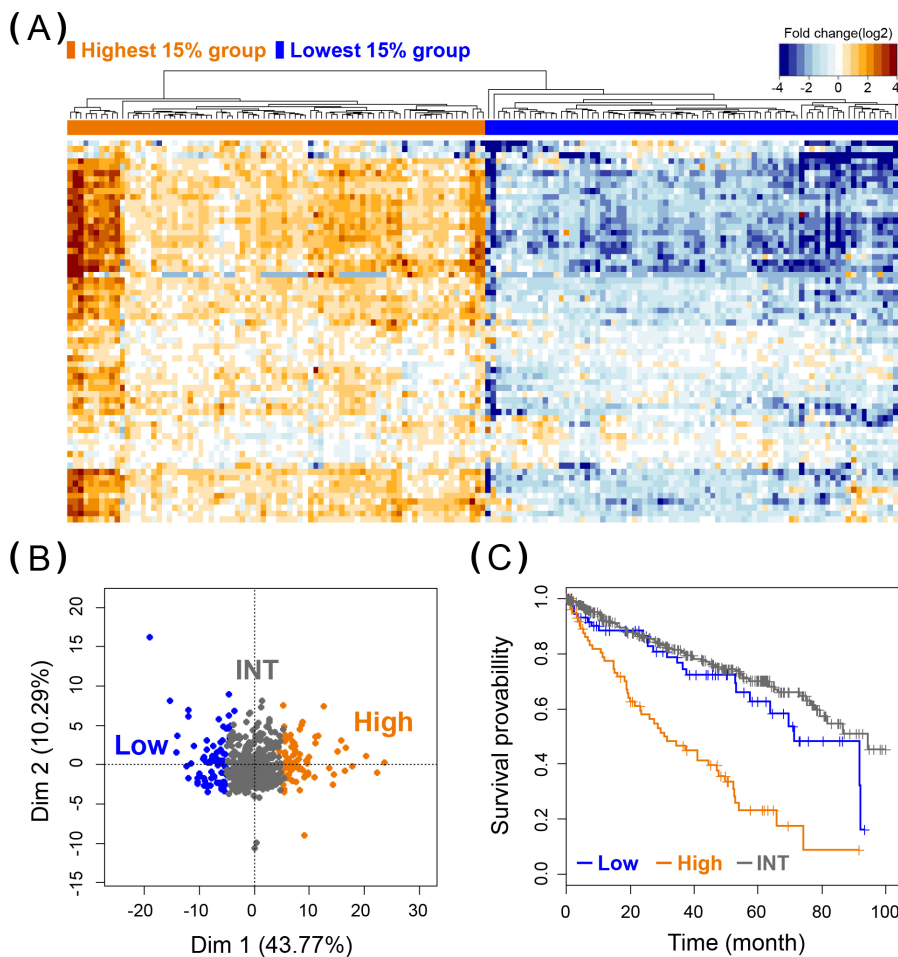 (A)
Highest 15% group Lowest 15% group
Fold change(log2)
-4 -2 0 2 4
(B)
20
15
10
5
0
-5
-10
-15
INT
Low
High
Dim 2 (10.29%)
-20 -10 0 10 20 30
Dim 1 (43.77%)
(C)
1.0
0.8
0.6
0.4
0.2
0.0
Survival provability
Low High INT
0 20 40 60 80 100
Time (month)